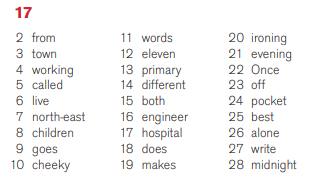 17
2 from
3 town
4 working
5 called
6 live
7 north-east
8 children
9 goes
10 cheeky
11 words
12 eleven
13 primary
14 different
15 both
16 engineer
17 hospital
18 does
19 makes
20 ironing
21 evening
22 Once
23 off
24 pocket
25 best
26 alone
27 write
28 midnight